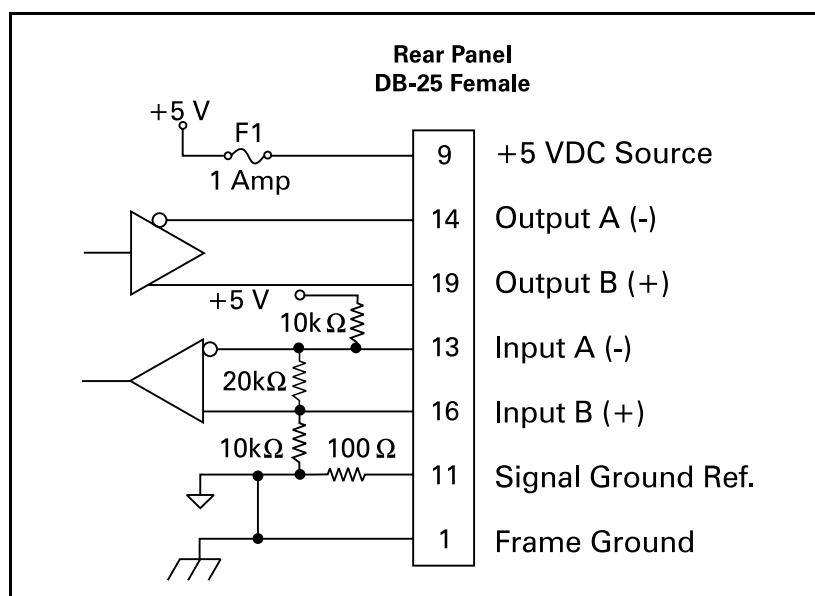 Rear Panel
DB-25 Female
+5 V
F1
1 Amp
9 +5 VDC Source
14 Output A (-)
19 Output B (+)
+5 V
10k Ω
13 Input A (-)
20kΩ
16 Input B (+)
10kΩ
100 Ω
11 Signal Ground Ref.
1 Frame Ground